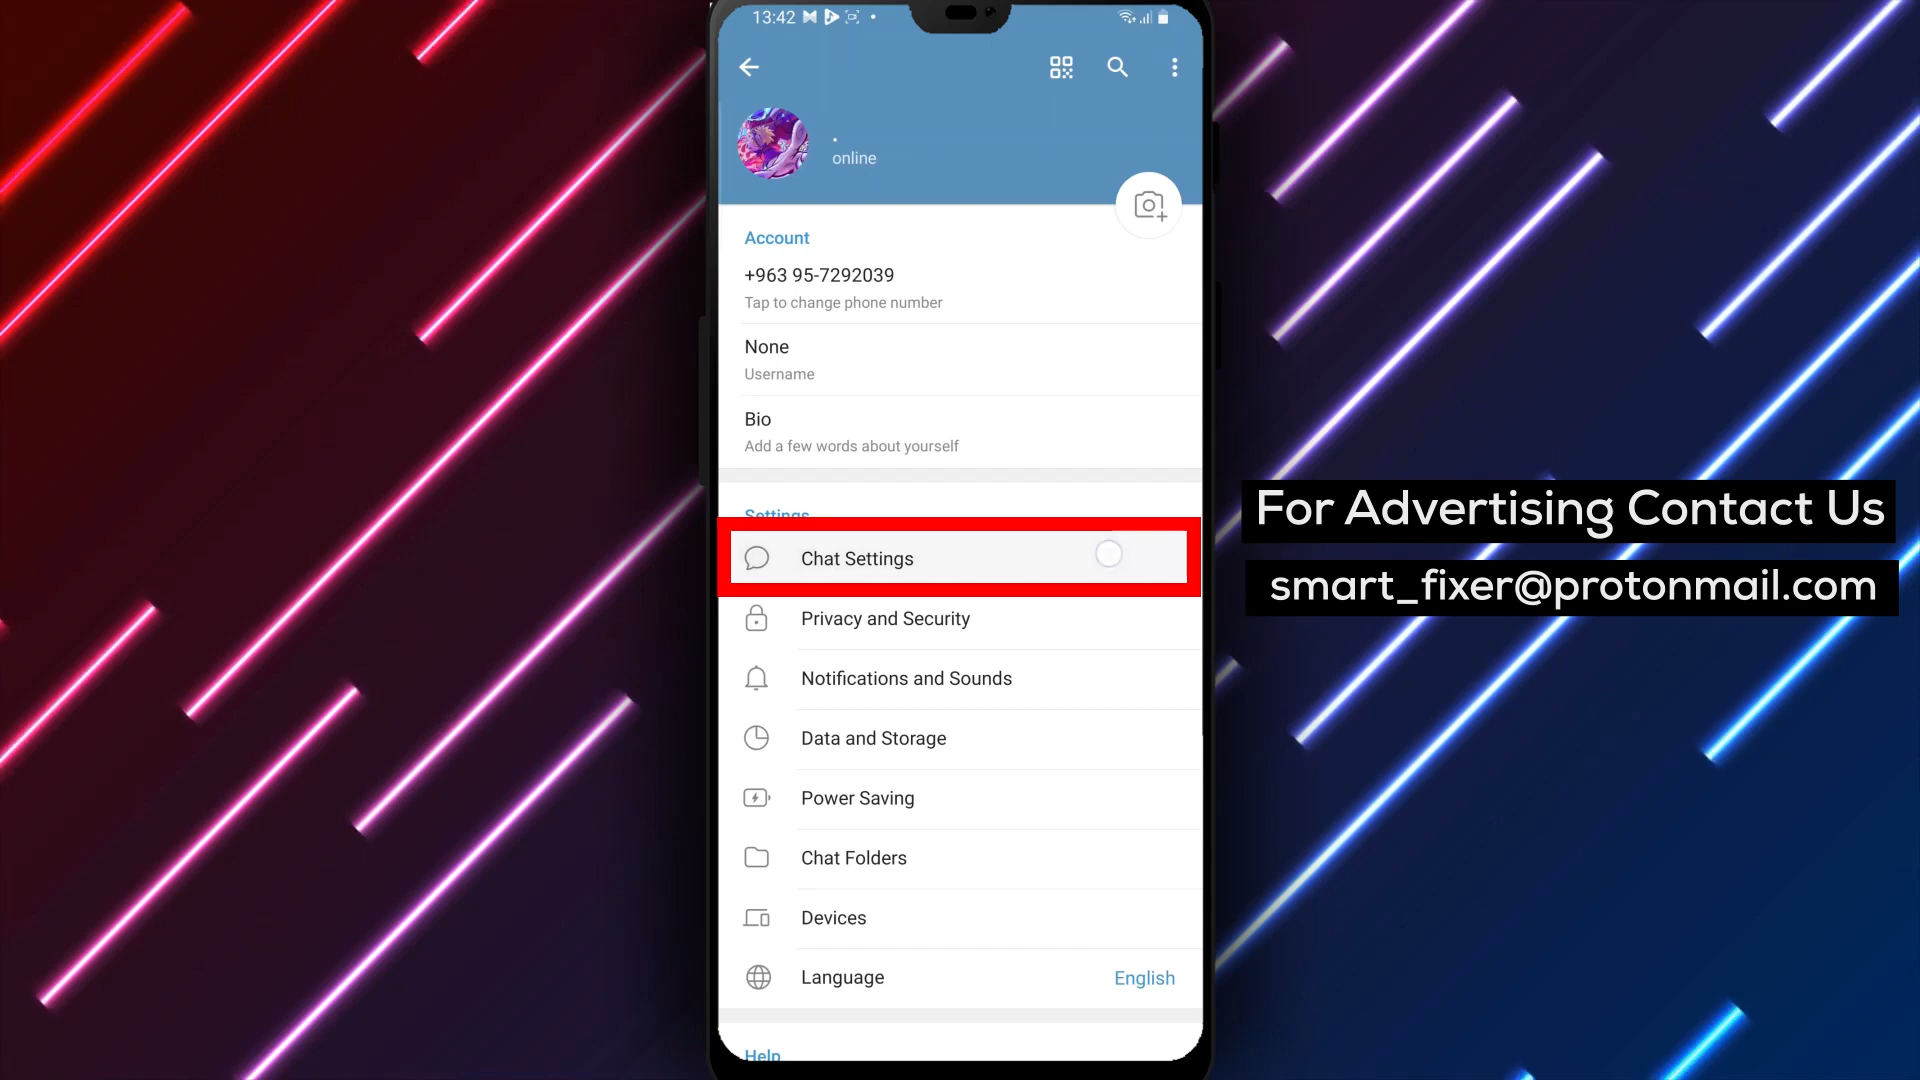 13:42
.
online
Account
+963 95-7292039
Tap to change phone number
None
Username
Bio
Add a few words about yourself
Settings
Chat Settings
Privacy and Security
Notifications and Sounds
Data and Storage
Power Saving
Chat Folders
Devices
Language English
Help
For Advertising Contact Us
smart_fixer@protonmail.com